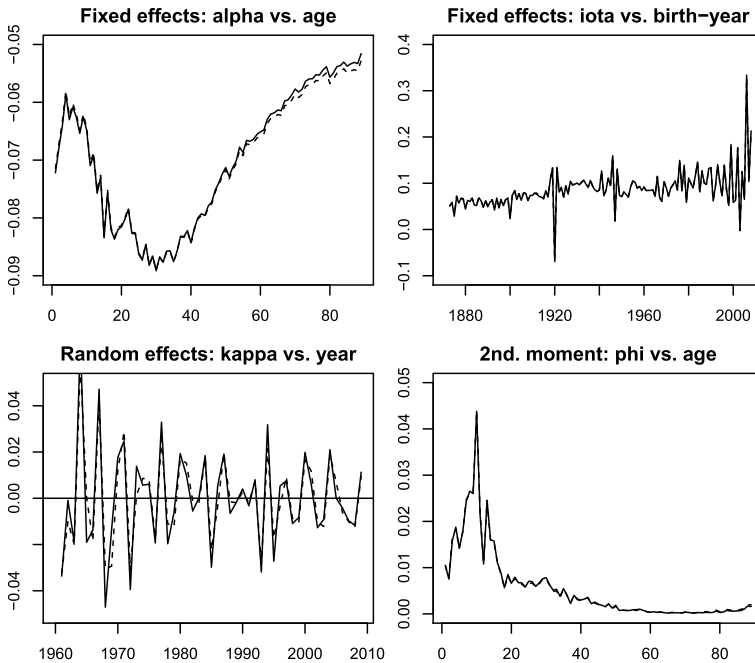 Fixed effects: alpha vs. age
−0.05
−0.06
−0.07
−0.08
−0.09
0 20 40 60 80
Fixed effects: iota vs. birth−year
0.4
0.3
0.2
0.1
0.0
−0.1
1880 1920 1960 2000
Random effects: kappa vs. year
0.04
0.02
0.00
−0.04
1960 1970 1980 1990 2000 2010
2nd. moment: phi vs. age
0.05
0.04
0.03
0.02
0.01
0.00
0 20 40 60 80